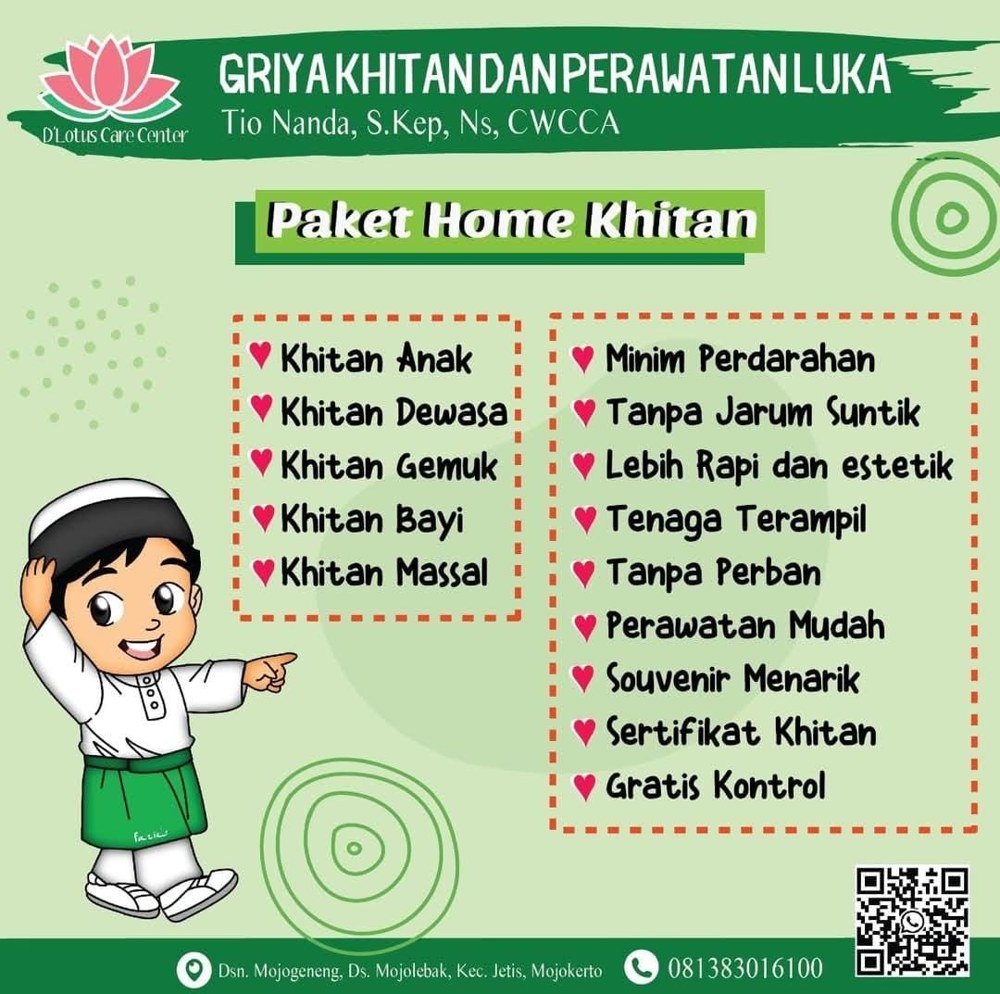 GRIYA KHITAN DAN PERAWATAN LUKA
Tio Nanda, S.Kep, Ns, CWCCA
D'Lotus Care Center
Paket Home Khitan
Khitan Anak
Khitan Dewasa
Khitan Gemuk
Khitan Bayi
Khitan Massal
Minim Perdarahan
Tanpa Jarum Suntik
Lebih Rapi dan estetik
Tenaga Terampil
Tanpa Perban
Perawatan Mudah
Souvenir Menarik
Sertifikat Khitan
Gratis Kontrol
Dsn. Mojogeneng, Ds. Mojolebak, Kec. Jetis, Mojokerto
081383016100